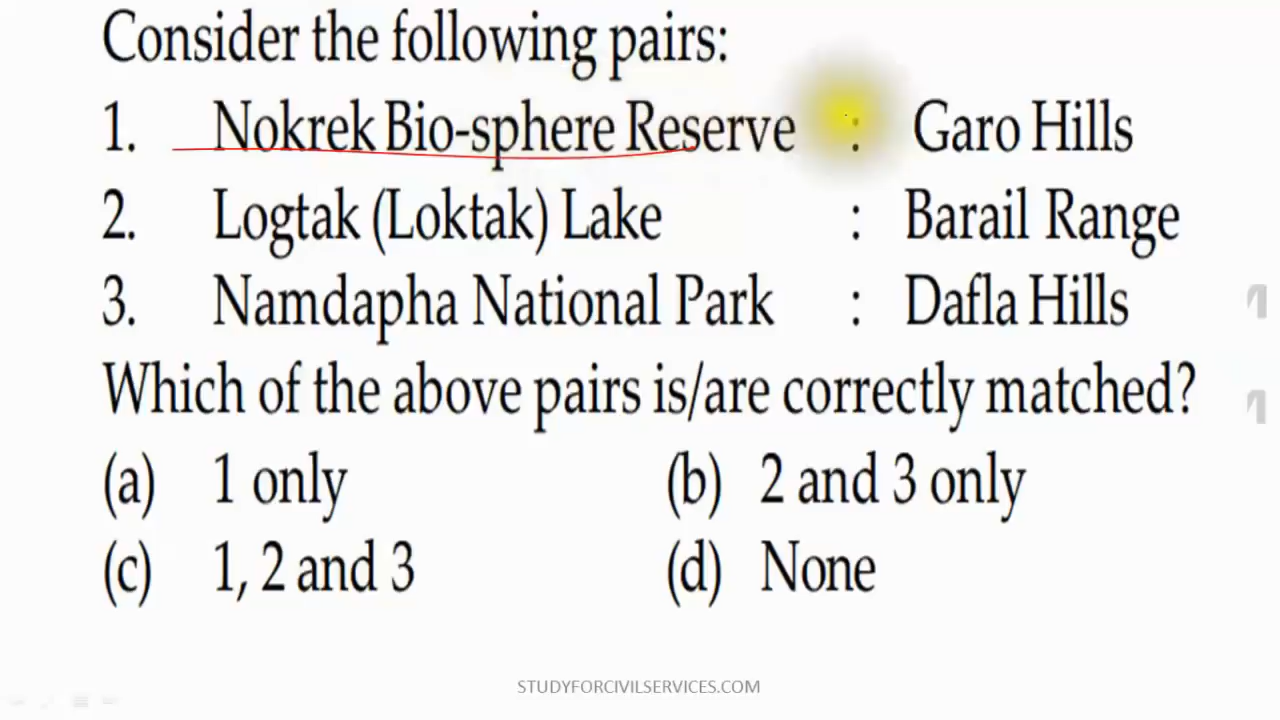 Consider the following pairs:
1. Nokrek Bio-sphere Reserve : Garo Hills
2. Logtak (Loktak) Lake : Barail Range
3. Namdapha National Park : Dafla Hills
Which of the above pairs is/are correctly matched?
(a) 1 only (b) 2 and 3 only
(c) 1, 2 and 3 (d) None
STUDYFORCIVILSERVICES.COM